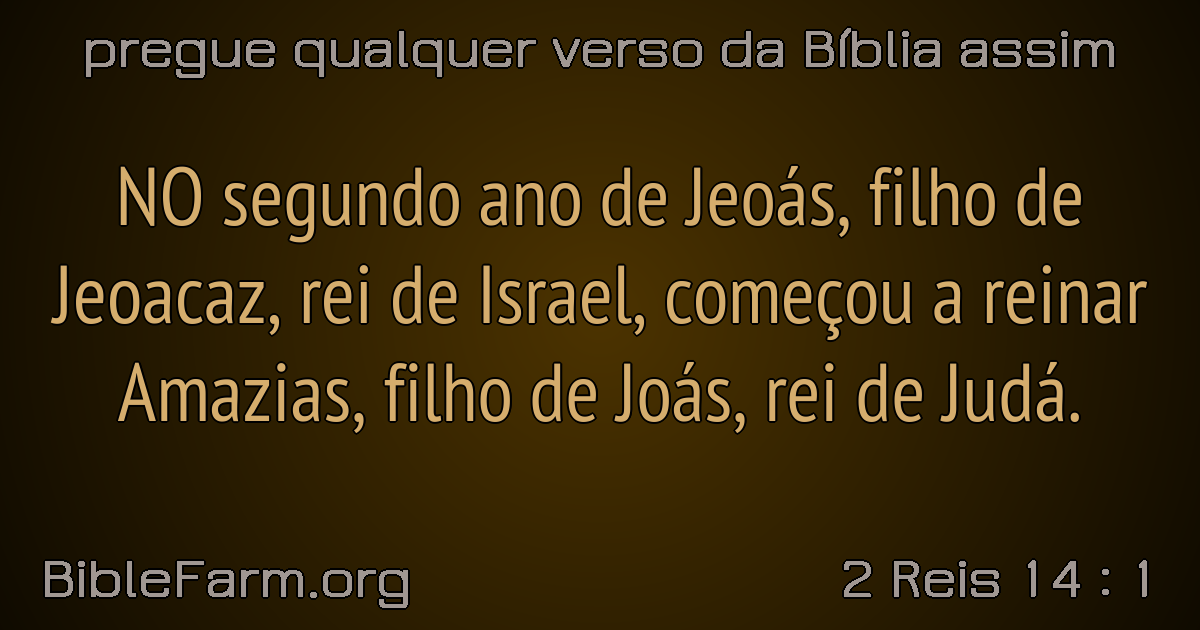 pregue qualquer verso da Bíblia assim
NO segundo ano de Jeoás, filho de
Jeoacaz, rei de Israel, começou a reinar
Amazias, filho de Joás, rei de Judá.
BibleFarm.org
2 Reis 14 : 1